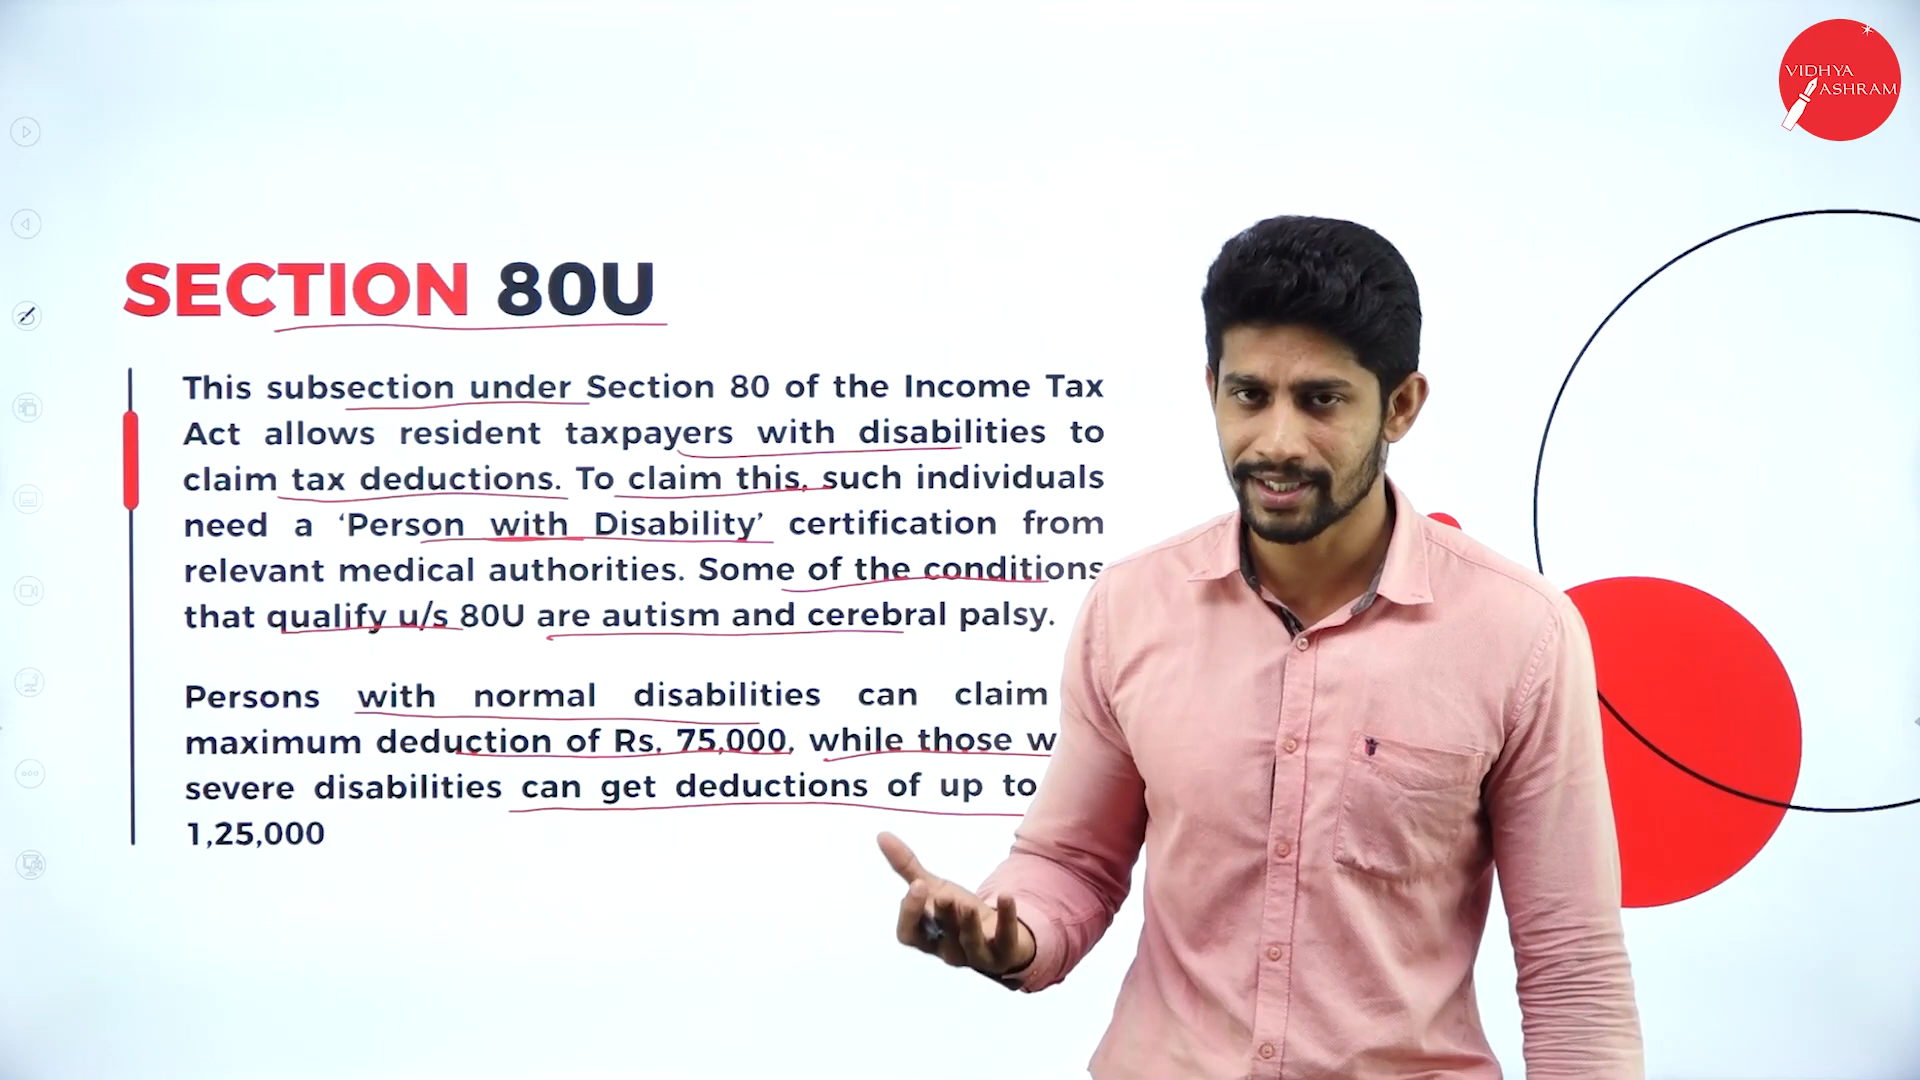 VIDHYA
ASHRAM
SECTION 80U
This subsection under Section 80 of the Income Tax
Act allows resident taxpayers with disabilities to
claim tax deductions. To claim this, such individuals
need a ‘Person with Disability’ certification from
relevant medical authorities. Some of the conditions
that qualify u/s 80U are autism and cerebral palsy.
Persons with normal disabilities can claim
maximum deduction of Rs. 75,000, while those w
severe disabilities can get deductions of up to
1,25,000